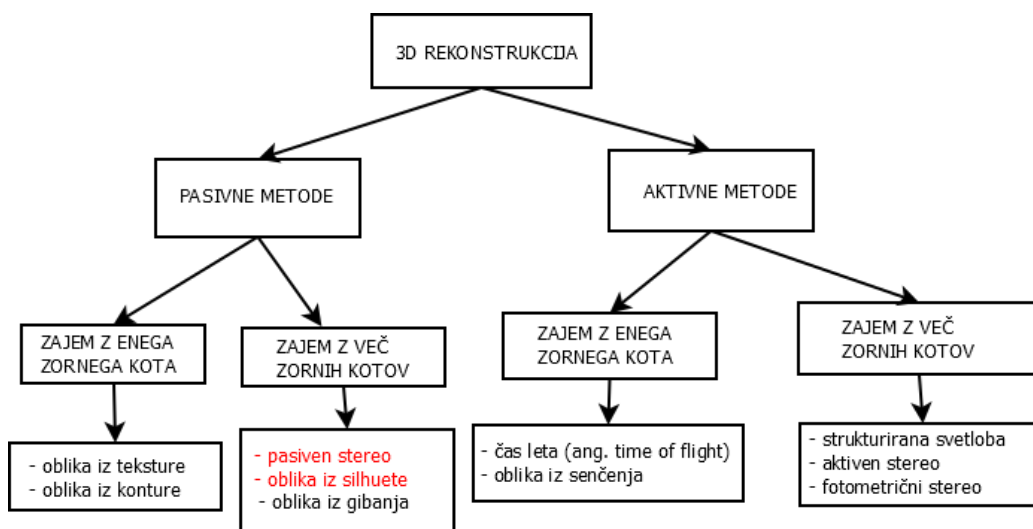 3D REKONSTRUKCIJA
PASIVNE METODE
AKTIVNE METODE
ZAJEM Z ENEGA
ZORNEGA KOTA
ZAJEM Z VEČ
ZORNIH KOTOV
ZAJEM Z ENEGA
ZORNEGA KOTA
ZAJEM Z VEČ
ZORNIH KOTOV
- oblika iz teksture
- oblika iz konture
- pasiven stereo
- oblika iz silhuete
- oblika iz gibanja
- čas leta (ang. time of flight)
- oblika iz senčenja
- strukturirana svetloba
- aktiven stereo
- fotometrični stereo